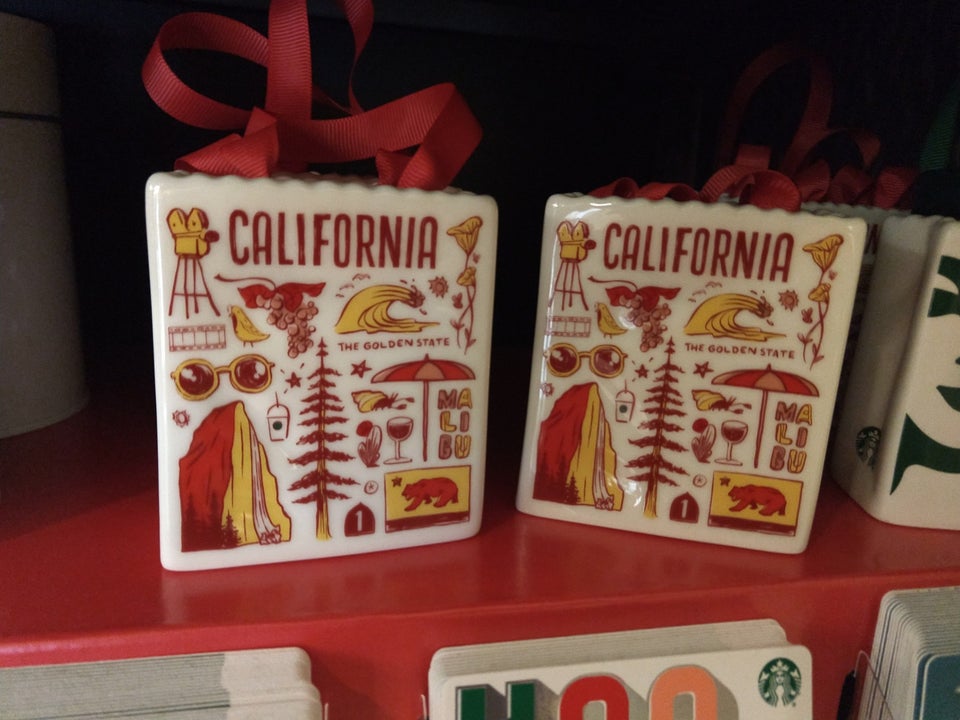 CALIFORNIA
THE GOLDEN STATE
MA
LI
BU
1
CALIFORNIA
THE GOLDEN STATE
MA
LI
BU
1